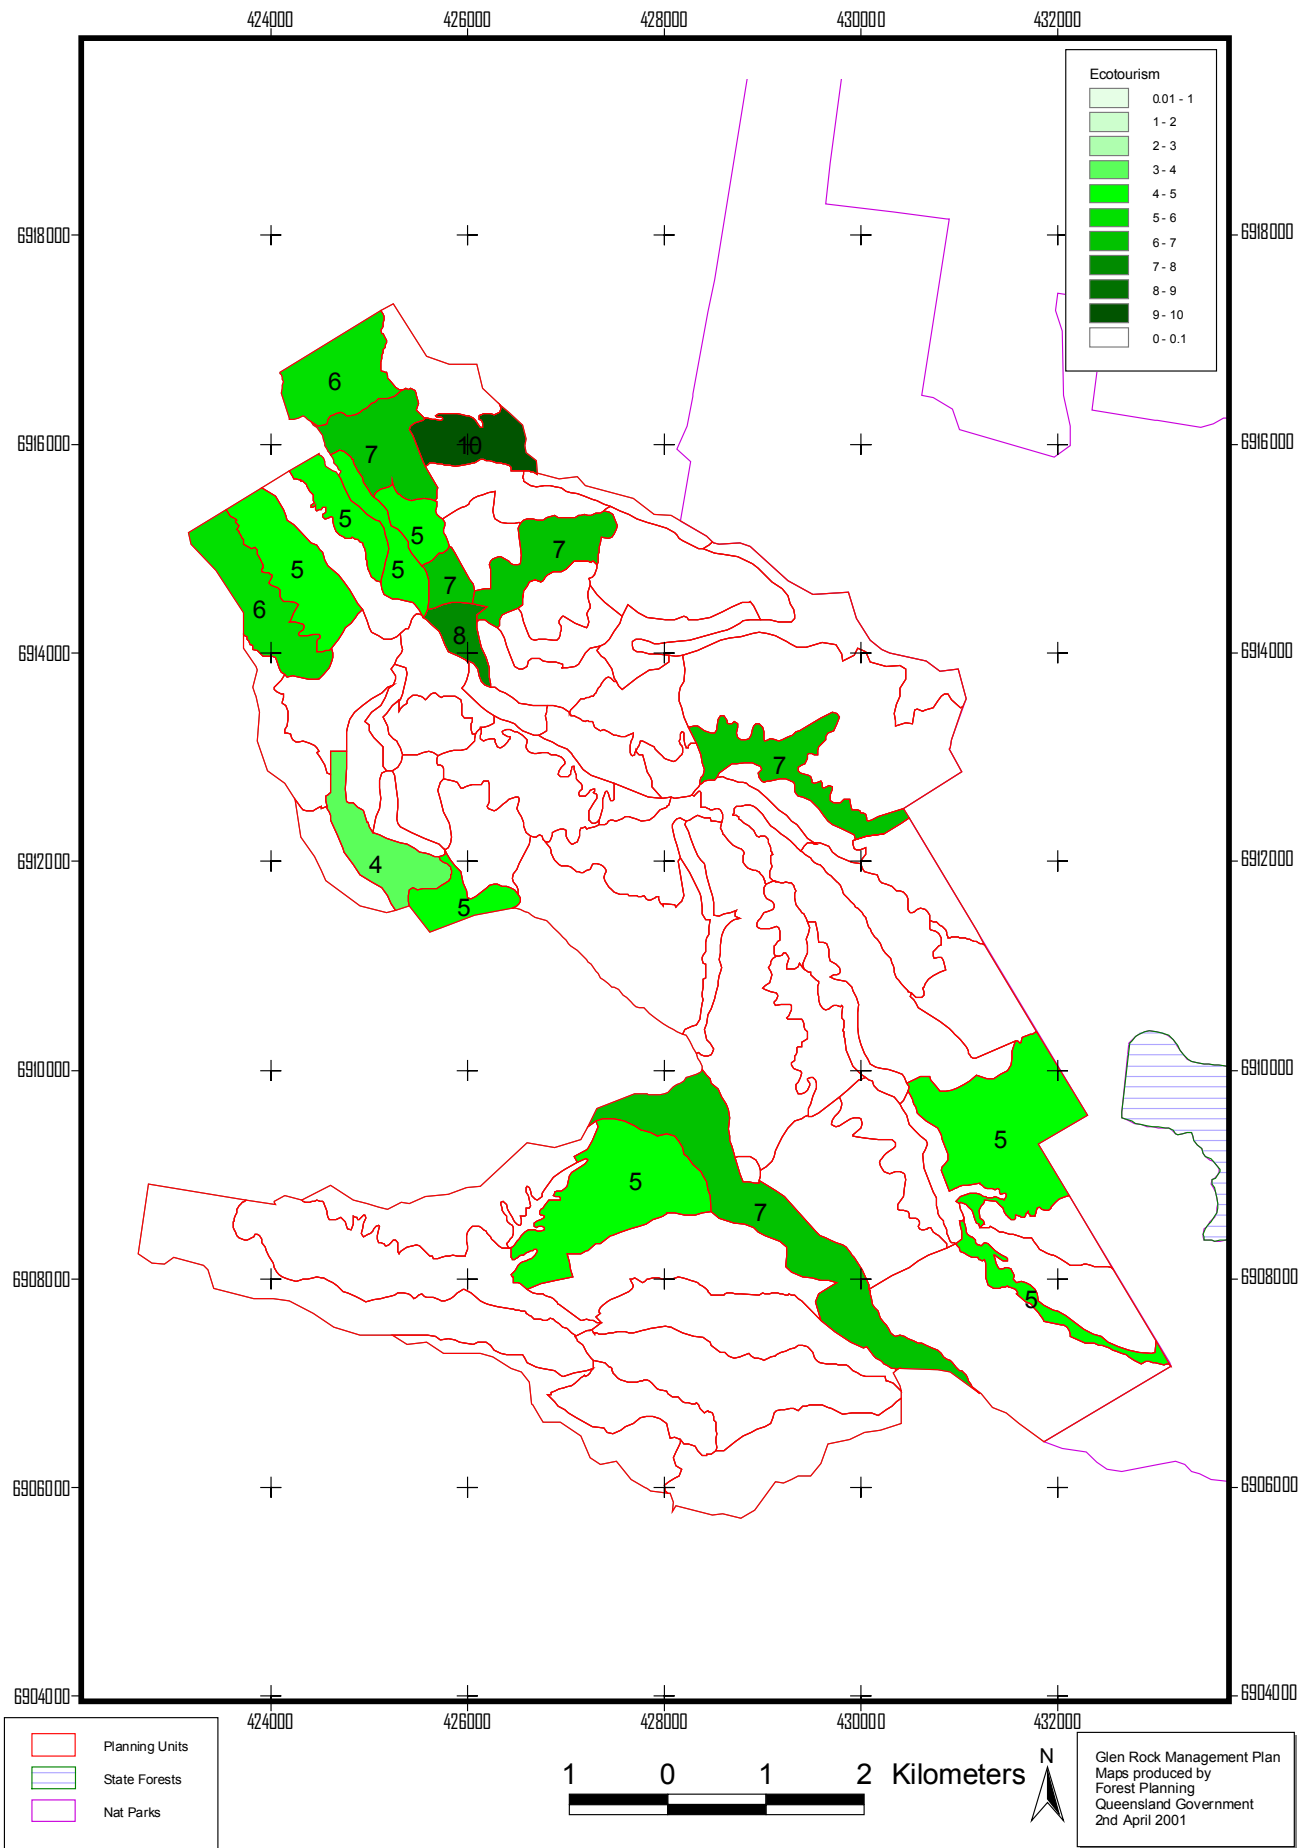 424000 426000 428000 430000 432000
Ecotourism
0.01 - 1
1 - 2
2 - 3
3 - 4
4 - 5
5 - 6
6 - 7
7 - 8
8 - 9
9 - 10
0 - 0.1
6918000 6918000
6
6916000 10 6916000
7
5
5 7
5 5
7
6
8
6914000 6914000
7
6912000 4 6912000
5
6910000 6910000
5
5
7
6908000 6908000
5
6906000 6906000
6904000 6904000
424000 426000 428000 430000 432000
Planning Units
State Forests
Nat Parks
1 0 1 2 Kilometers
N
Glen Rock Management Plan
Maps produced by
Forest Planning
Queensland Government
2nd April 2001